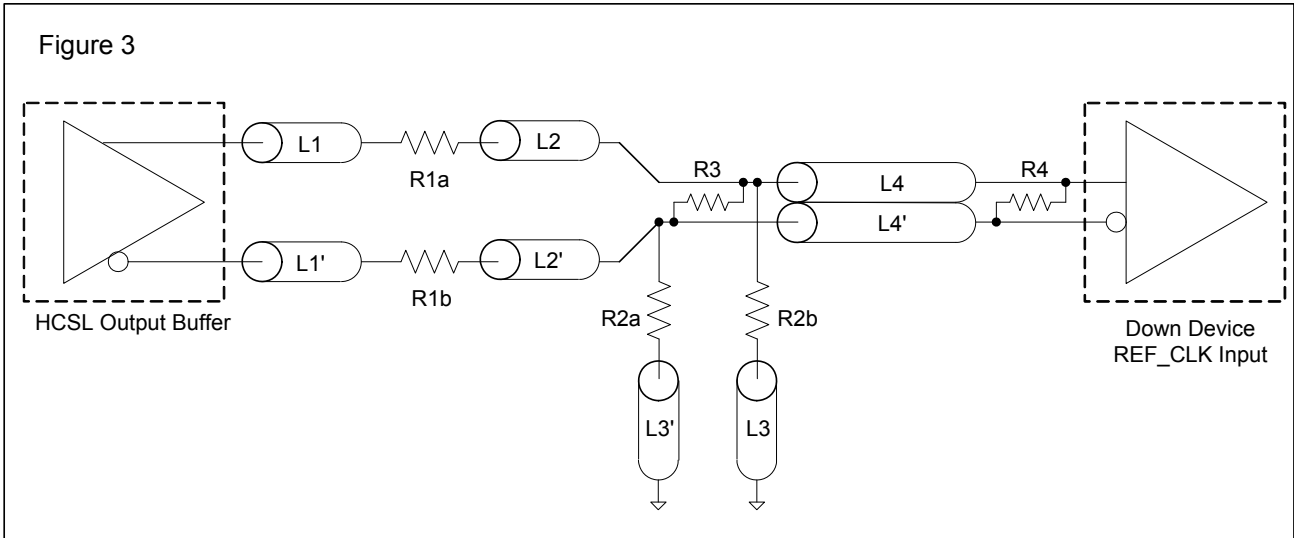 Figure 3
L1
R1a
L2
R3
L4
R4
L4'
L1'
R1b
L2'
HCSL Output Buffer
R2a
R2b
Down Device
REF_CLK Input
L3'
L3